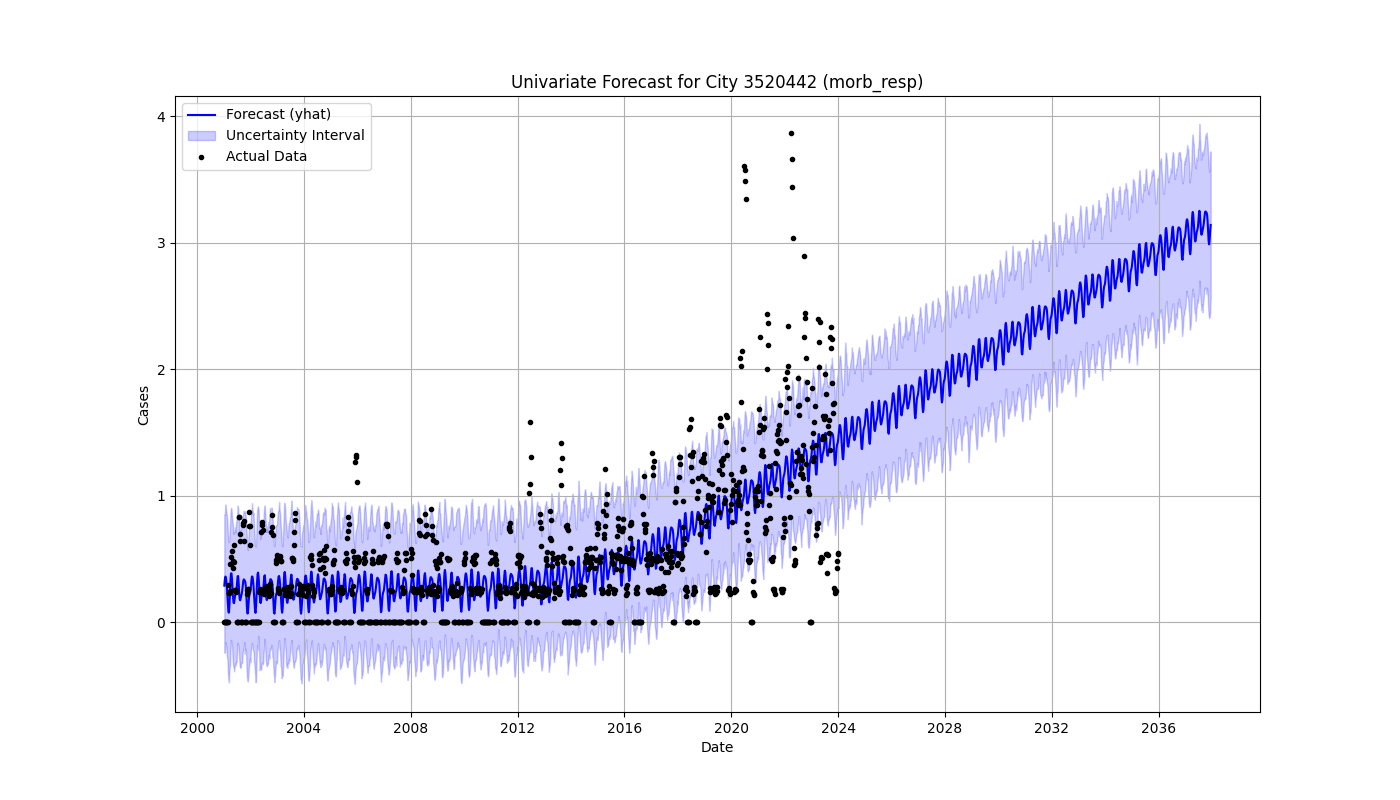 Univariate Forecast for City 3520442 (morb_resp)
Forecast (yhat)
Uncertainty Interval
Actual Data
Cases
4
3
2
1
0
2000 2004 2008 2012 2016 2020 2024 2028 2032 2036
Date